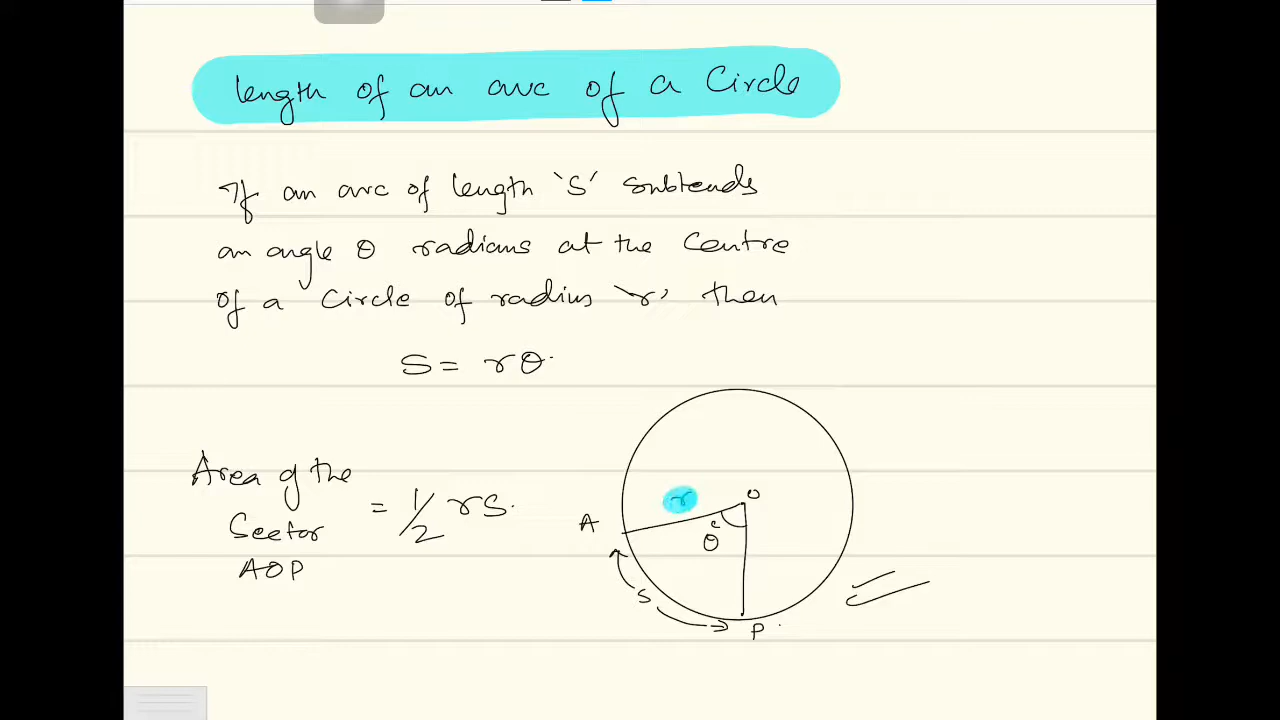 length of an arc of a Circle
If an arc of length 's' subtends
an angle θ radians at the Centre
of a Circle of radius 'r' then
S = rθ.
Area of the
Sector
AOP
= 1/2 rs.
r
O
A
θᶜ
S
P